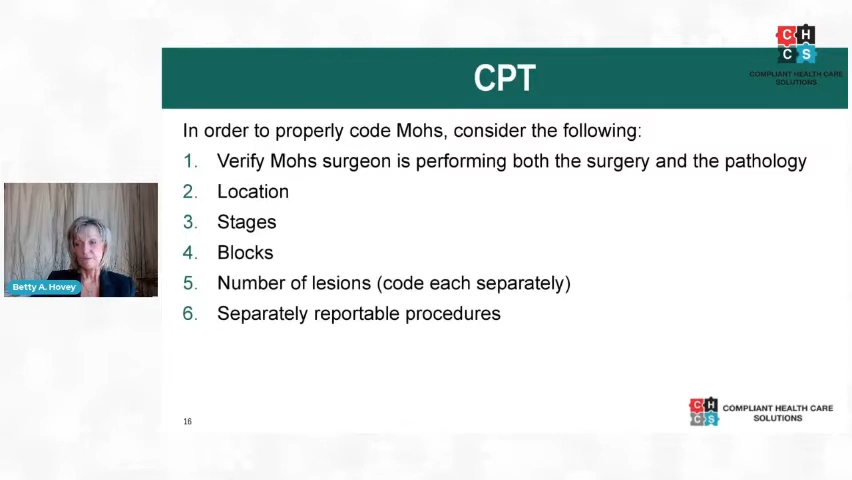 C H
C S
COMPLIANT HEALTH CARE
SOLUTIONS
CPT
In order to properly code Mohs, consider the following:
1. Verify Mohs surgeon is performing both the surgery and the pathology
2. Location
3. Stages
4. Blocks
5. Number of lesions (code each separately)
6. Separately reportable procedures
Betty A. Hovey
16
C H
C S
COMPLIANT HEALTH CARE
SOLUTIONS